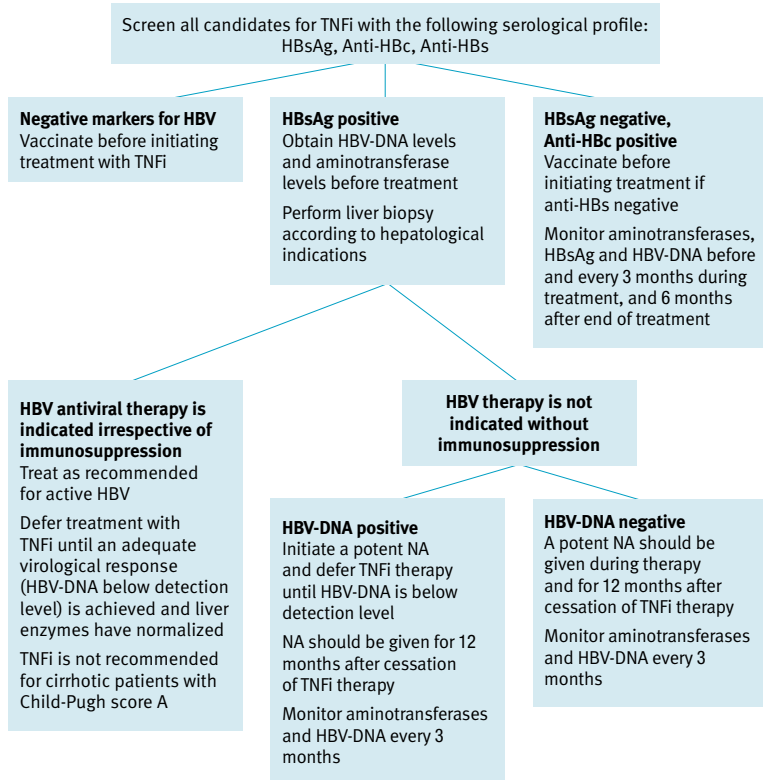 Screen all candidates for TNFi with the following serological profile:
HBsAg, Anti-HBc, Anti-HBs
Negative markers for HBV
Vaccinate before initiating
treatment with TNFi
HBsAg positive
Obtain HBV-DNA levels
and aminotransferase
levels before treatment
Perform liver biopsy
according to hepatological
indications
HBsAg negative,
Anti-HBc positive
Vaccinate before
initiating treatment if
anti-HBs negative
Monitor aminotransferases,
HBsAg and HBV-DNA before
and every 3 months during
treatment, and 6 months
after end of treatment
HBV antiviral therapy is
indicated irrespective of
immunosuppression
Treat as recommended
for active HBV
Defer treatment with
TNFi until an adequate
virological response
(HBV-DNA below detection
level) is achieved and liver
enzymes have normalized
TNFi is not recommended
for cirrhotic patients with
Child-Pugh score A
HBV therapy is not
indicated without
immunosuppression
HBV-DNA positive
Initiate a potent NA
and defer TNFi therapy
until HBV-DNA is below
detection level
NA should be given for 12
months after cessation
of TNFi therapy
Monitor aminotransferases
and HBV-DNA every 3
months
HBV-DNA negative
A potent NA should be
given during therapy
and for 12 months after
cessation of TNFi therapy
Monitor aminotransferases
and HBV-DNA every 3
months